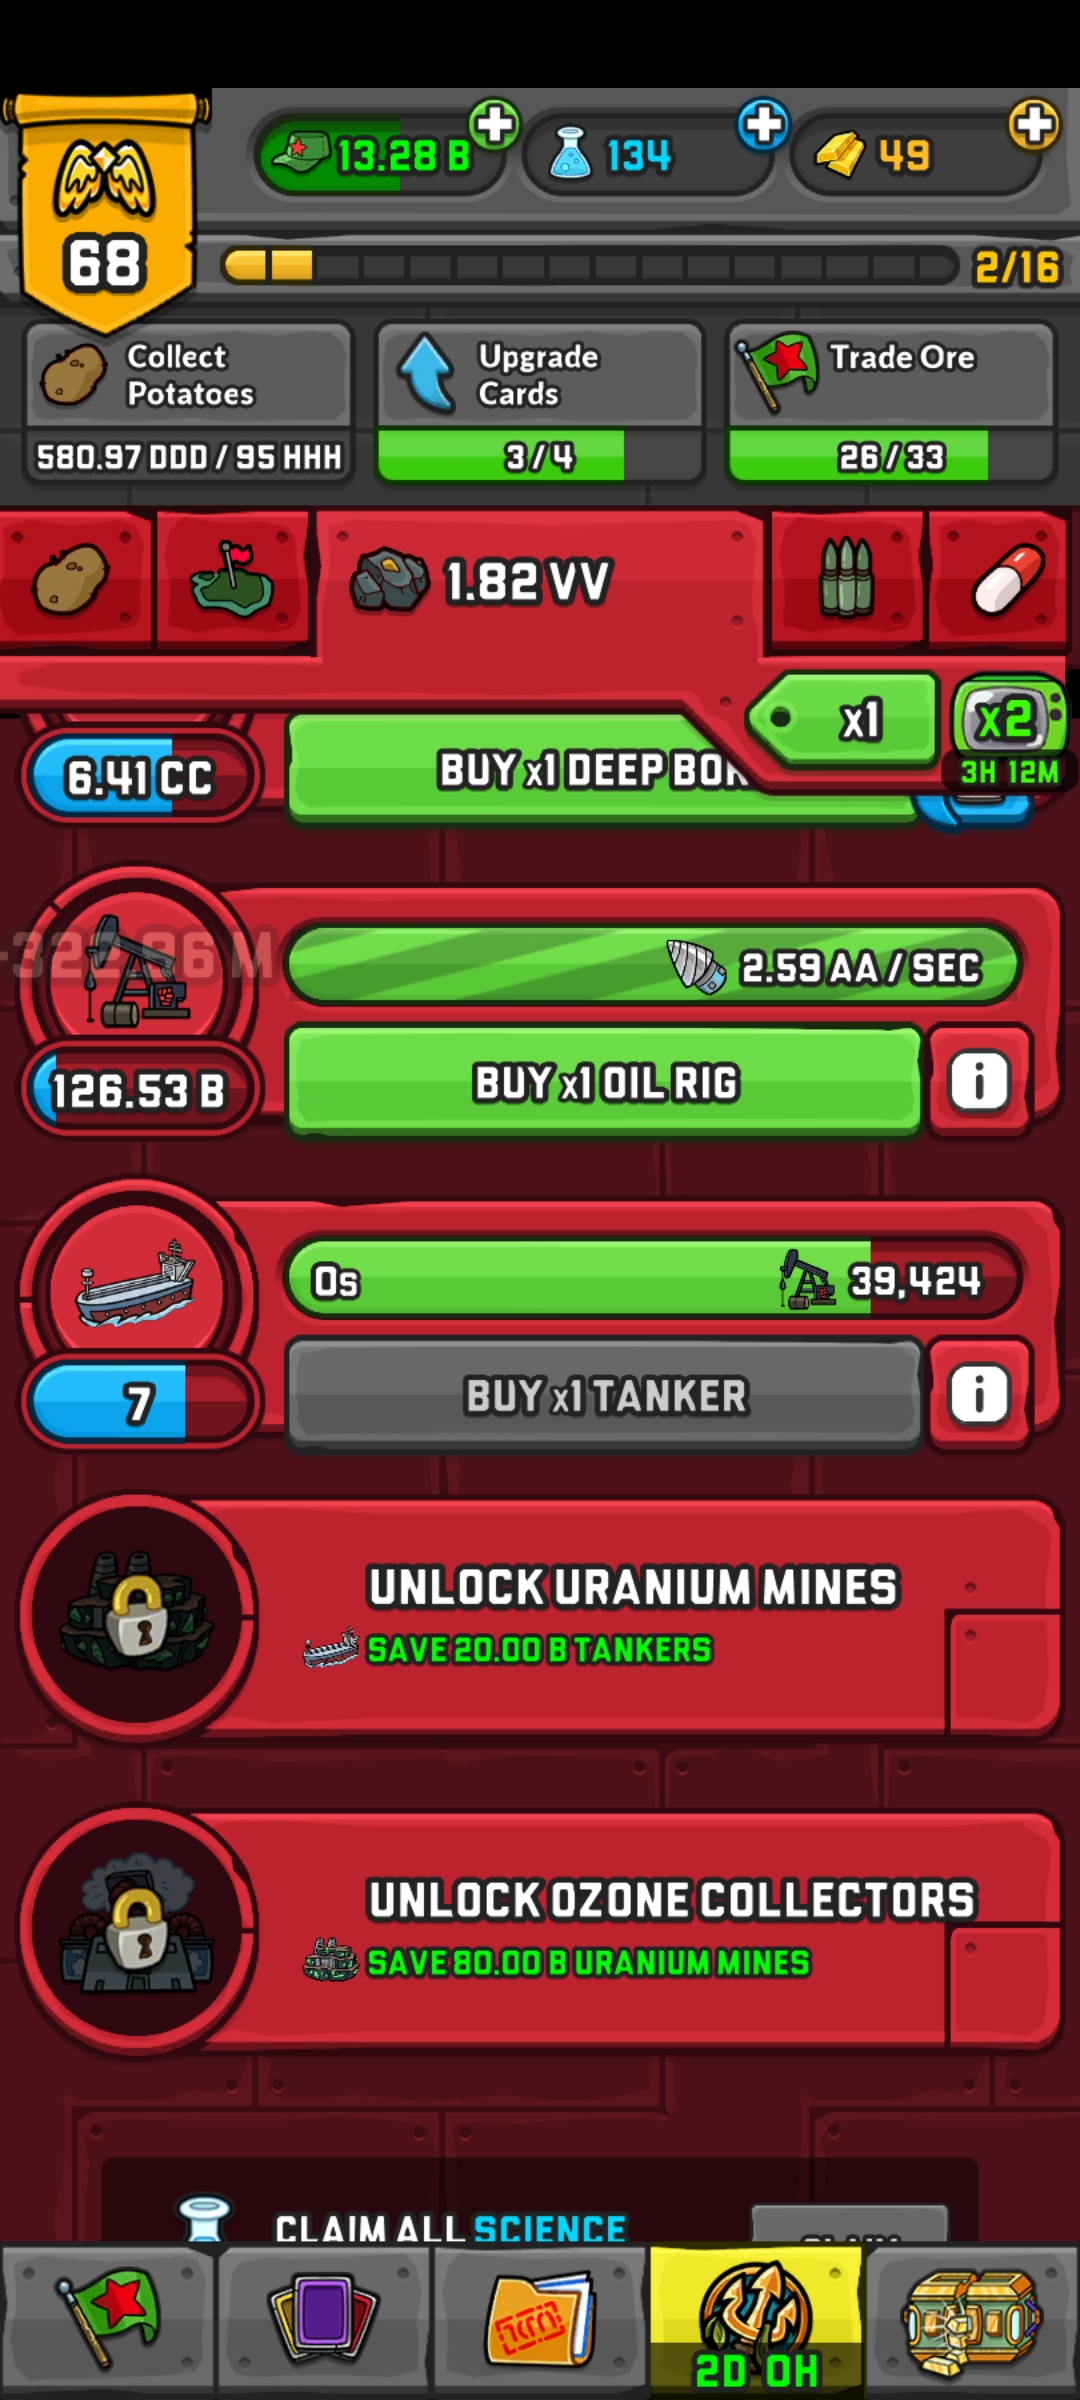 13.28 B
134
49
68
2/16
Collect
Potatoes
Upgrade
Cards
Trade Ore
580.97 DDD / 95 HHH
3/4
26/33
1.82 VV
x1
x2
3H 12M
6.41 CC
BUY x1 DEEP BOR
2.59 AA / SEC
126.53 B
BUY x1 OIL RIG
i
0s
39,424
7
BUY x1 TANKER
i
UNLOCK URANIUM MINES
SAVE 20.00 B TANKERS
UNLOCK OZONE COLLECTORS
SAVE 80.00 B URANIUM MINES
CLAIM ALL SCIENCE
2D 0H